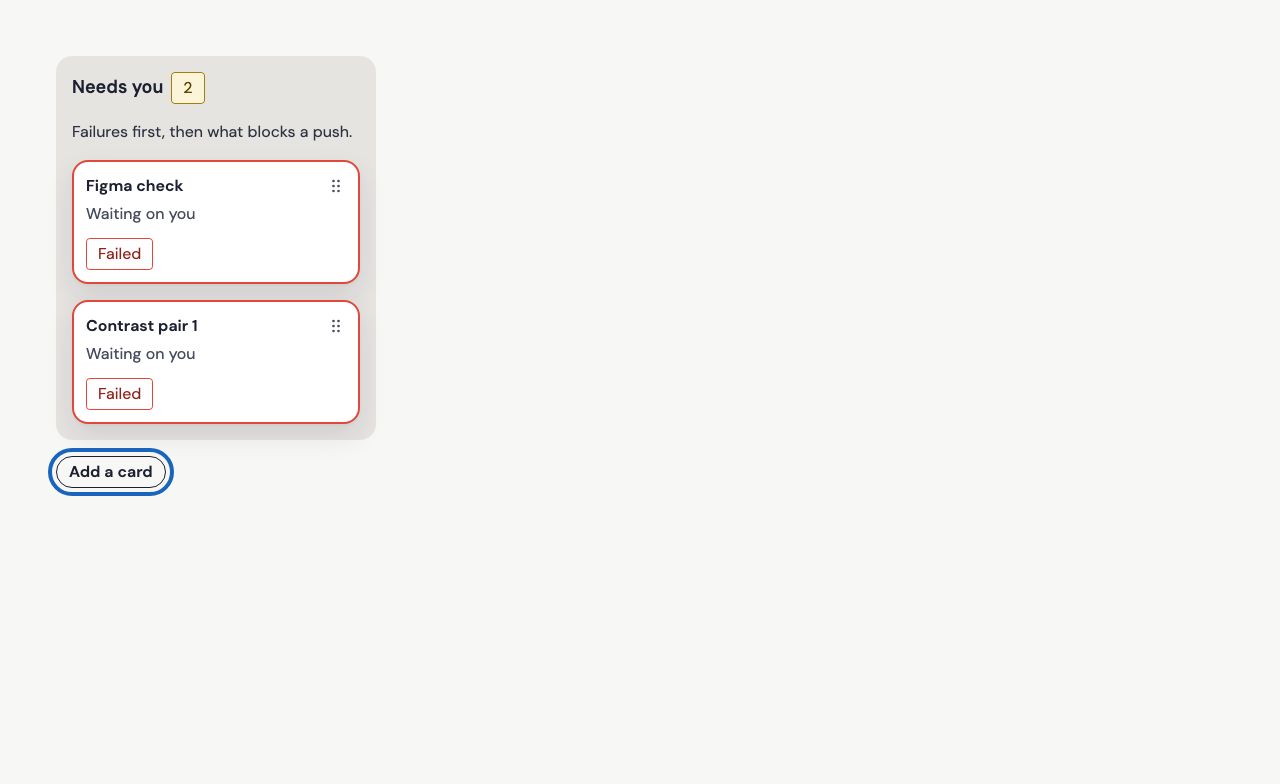 Needs you 2
Failures first, then what blocks a push.
Figma check
Waiting on you
Failed
Contrast pair 1
Waiting on you
Failed
Add a card